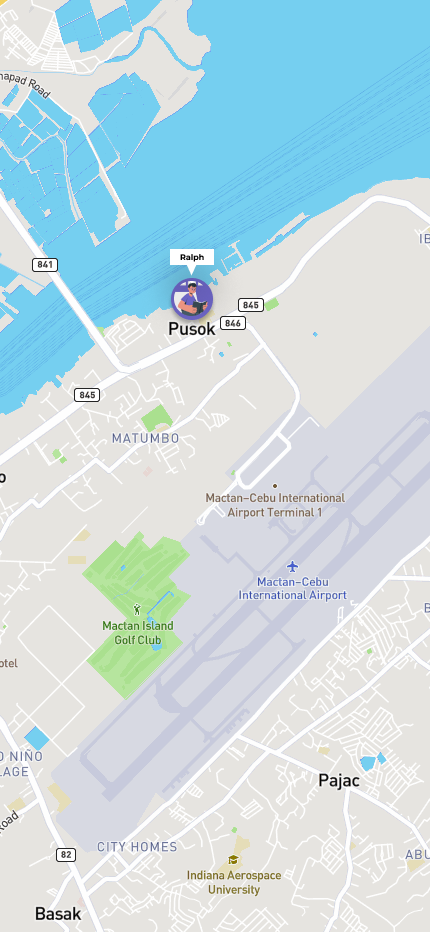 napad Road
841
Ralph
845
846
Pusok
IB
845
MATUMBO
o
Mactan-Cebu International
Airport Terminal 1
Mactan-Cebu
International Airport
B
Mactan Island
Golf Club
otel
O NIÑO
LAGE
Pajac
Road
CITY HOMES
82
ABU
Indiana Aerospace
University
Basak